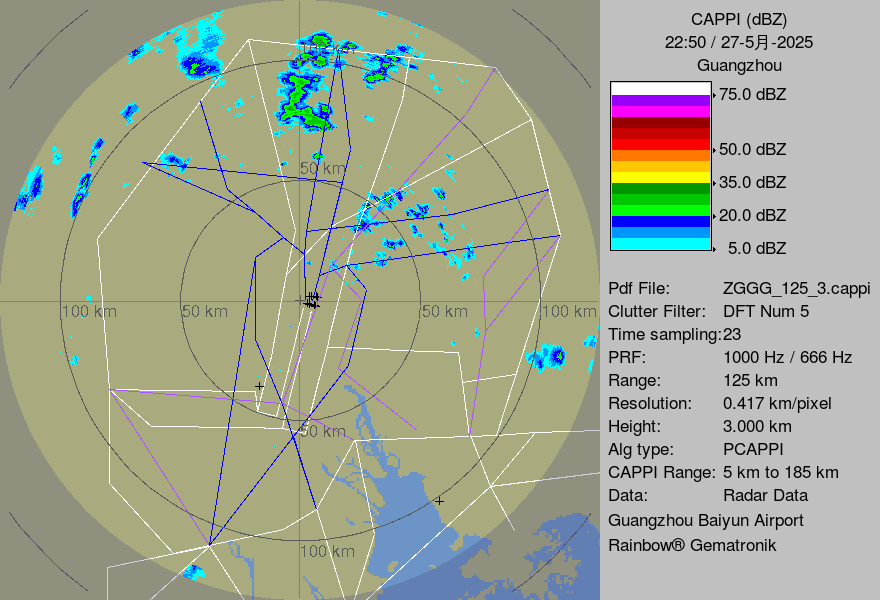 CAPPI (dBZ)
22:50 / 27-5月-2025
Guangzhou
75.0 dBZ
50.0 dBZ
35.0 dBZ
20.0 dBZ
5.0 dBZ
Pdf File: ZGGG_125_3.cappi
Clutter Filter: DFT Num 5
Time sampling:23
PRF: 1000 Hz / 666 Hz
Range: 125 km
Resolution: 0.417 km/pixel
Height: 3.000 km
Alg type: PCAPPI
CAPPI Range: 5 km to 185 km
Data: Radar Data
Guangzhou Baiyun Airport
Rainbow® Gematronik
100 km
50 km
100 km
50 km
50 km
100 km
50 km
100 km